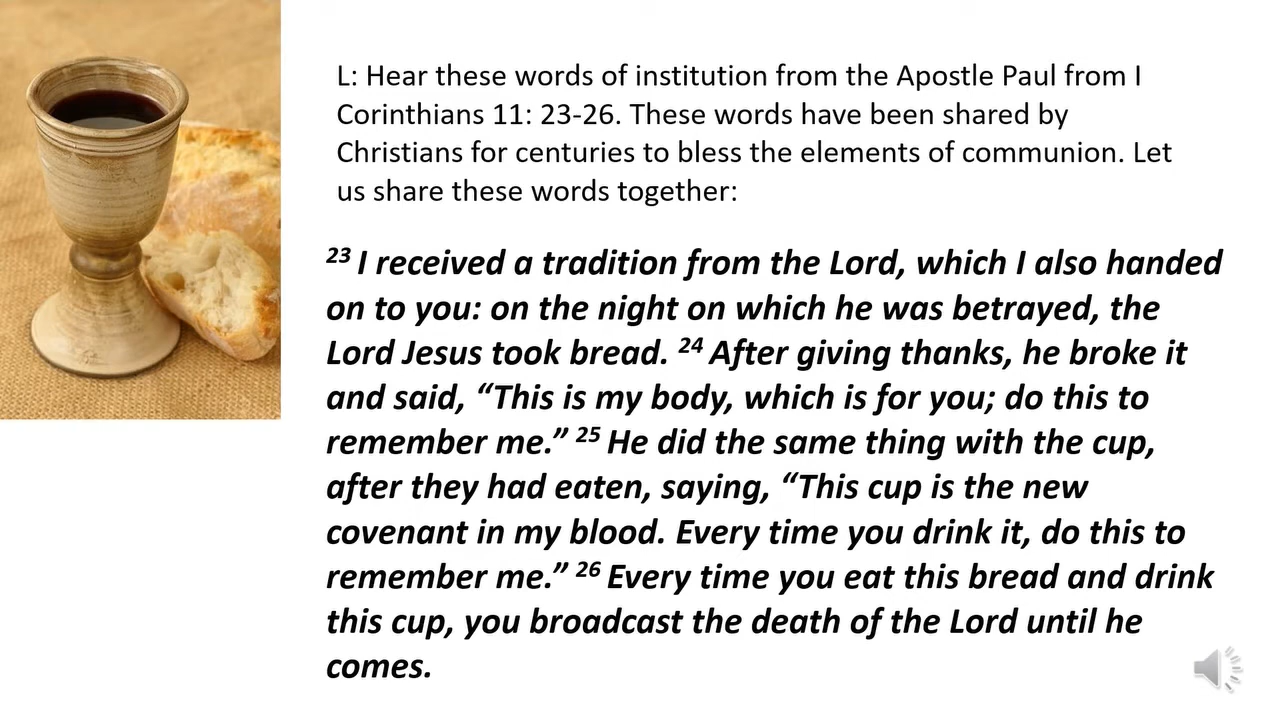 L: Hear these words of institution from the Apostle Paul from I
Corinthians 11: 23-26. These words have been shared by
Christians for centuries to bless the elements of communion. Let
us share these words together:
23 I received a tradition from the Lord, which I also handed
on to you: on the night on which he was betrayed, the
Lord Jesus took bread. 24 After giving thanks, he broke it
and said, “This is my body, which is for you; do this to
remember me.” 25 He did the same thing with the cup,
after they had eaten, saying, “This cup is the new
covenant in my blood. Every time you drink it, do this to
remember me.” 26 Every time you eat this bread and drink
this cup, you broadcast the death of the Lord until he
comes.